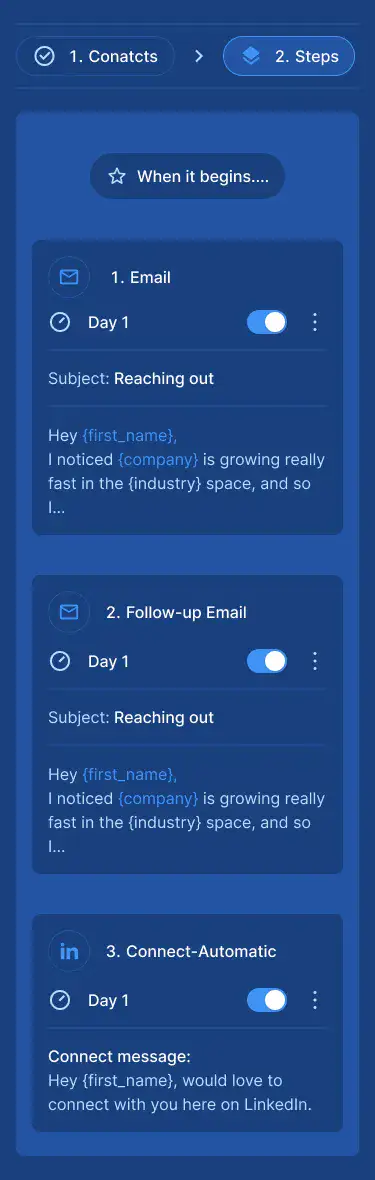 1. Conatcts
2. Steps
When it begins....
1. Email
Day 1
Subject: Reaching out
Hey {first_name},
I noticed {company} is growing really
fast in the {industry} space, and so
I...
2. Follow-up Email
Day 1
Subject: Reaching out
Hey {first_name},
I noticed {company} is growing really
fast in the {industry} space, and so
I...
in
3. Connect-Automatic
Day 1
Connect message:
Hey {first_name}, would love to
connect with you here on LinkedIn.